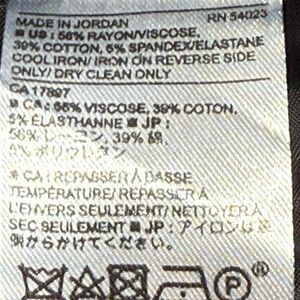 MADE IN JORDAN RN 54023
■ US : 56% RAYON/VISCOSE,
39% COTTON, 5% SPANDEX/ELASTANE
COOL IRON/ IRON ON REVERSE SIDE
ONLY/ DRY CLEAN ONLY
CA 17897
■ CA : 56% VISCOSE, 39% COTON,
5% ÉLASTHANNE ■ JP :
56% レーヨン, 39% 綿,
5% ポリウレタン
■ CA : REPASSER À BASSE
TEMPÉRATURE/ REPASSER À
L'ENVERS SEULEMENT/ NETTOYER À
SEC SEULEMENT ■ JP : アイロンは裏
側からかけてください
P ®